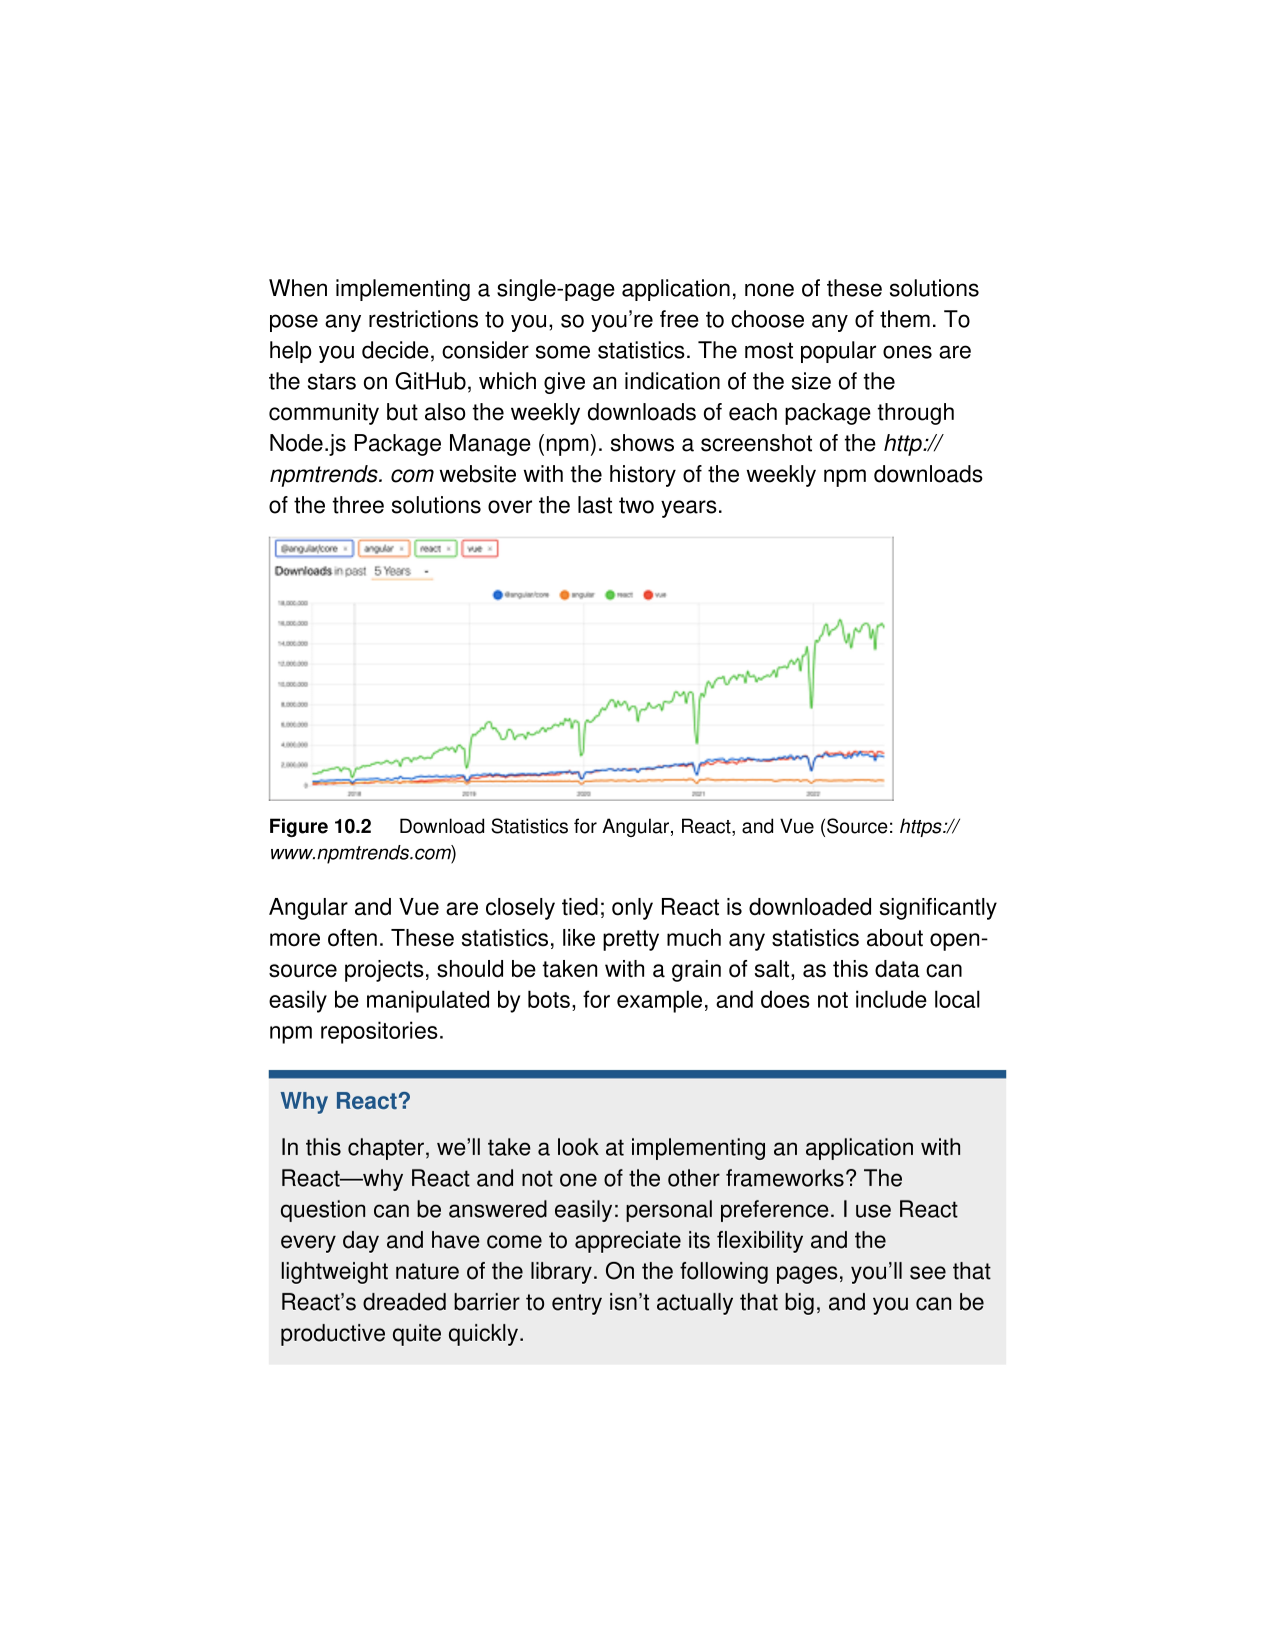 When implementing a single-page application, none of these solutions
pose any restrictions to you, so you’re free to choose any of them. To
help you decide, consider some statistics. The most popular ones are
the stars on GitHub, which give an indication of the size of the
community but also the weekly downloads of each package through
Node.js Package Manage (npm). shows a screenshot of the http://
npmtrends. com website with the history of the weekly npm downloads
of the three solutions over the last two years.
@angular/core × angular × react × vue ×
Downloads in past 5 Years
@angular/core angular react vue
18,000,000
16,000,000
14,000,000
12,000,000
10,000,000
8,000,000
6,000,000
4,000,000
2,000,000
0
2018 2019 2020 2021 2022
Figure 10.2 Download Statistics for Angular, React, and Vue (Source: https://
www.npmtrends.com)
Angular and Vue are closely tied; only React is downloaded significantly
more often. These statistics, like pretty much any statistics about open-
source projects, should be taken with a grain of salt, as this data can
easily be manipulated by bots, for example, and does not include local
npm repositories.
Why React?
In this chapter, we’ll take a look at implementing an application with
React—why React and not one of the other frameworks? The
question can be answered easily: personal preference. I use React
every day and have come to appreciate its flexibility and the
lightweight nature of the library. On the following pages, you’ll see that
React’s dreaded barrier to entry isn’t actually that big, and you can be
productive quite quickly.